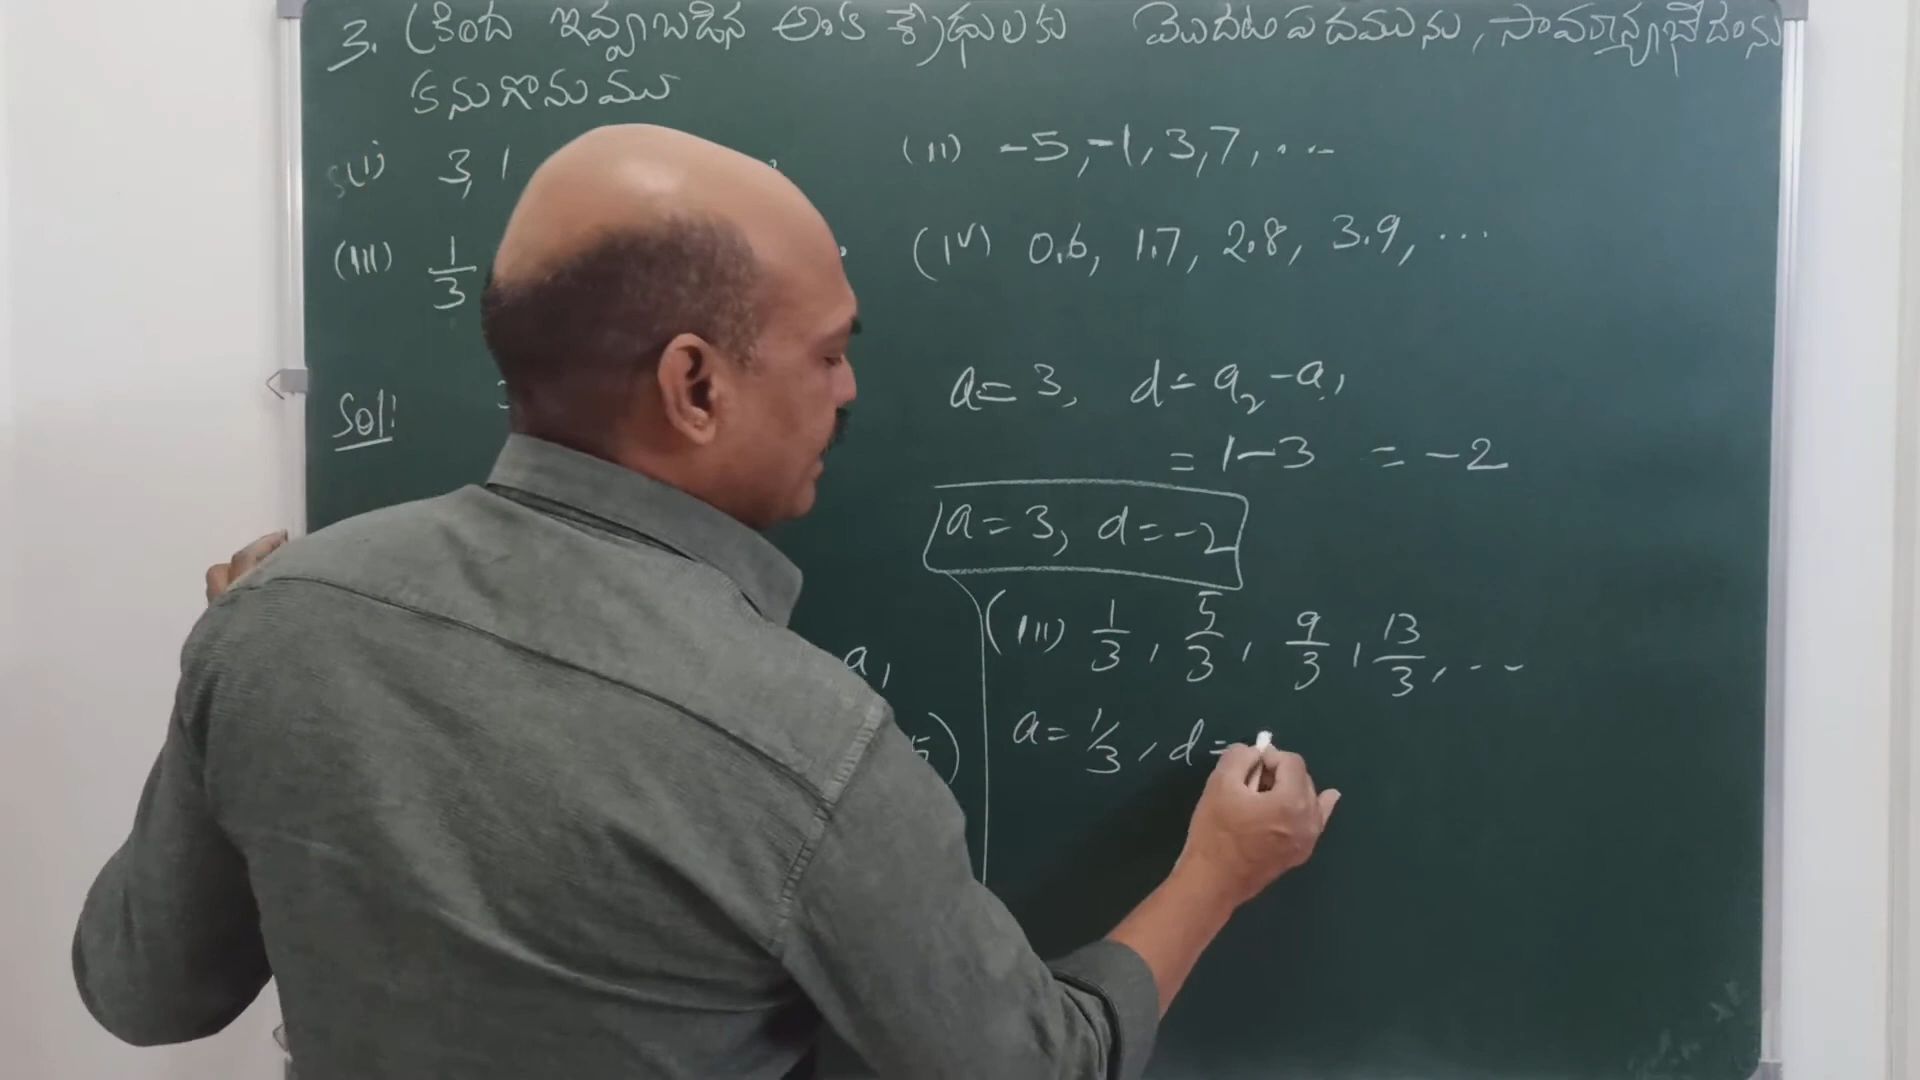 3. క్రింద ఇవ్వబడిన అంక శ్రేఢులకు మొదటిపదమును, సామాన్యభేదంను
కనుగొనుము
(i) 3, 1
(ii) -5, -1, 3, 7, ...
(iii) 1/3
(iv) 0.6, 1.7, 2.8, 3.9, ...
Sol:
a = 3, d = a₂ - a₁
= 1-3 = -2
a = 3, d = -2
(iii) 1/3, 5/3, 9/3, 13/3, ...
a₁
a = 1/3, d =
5)